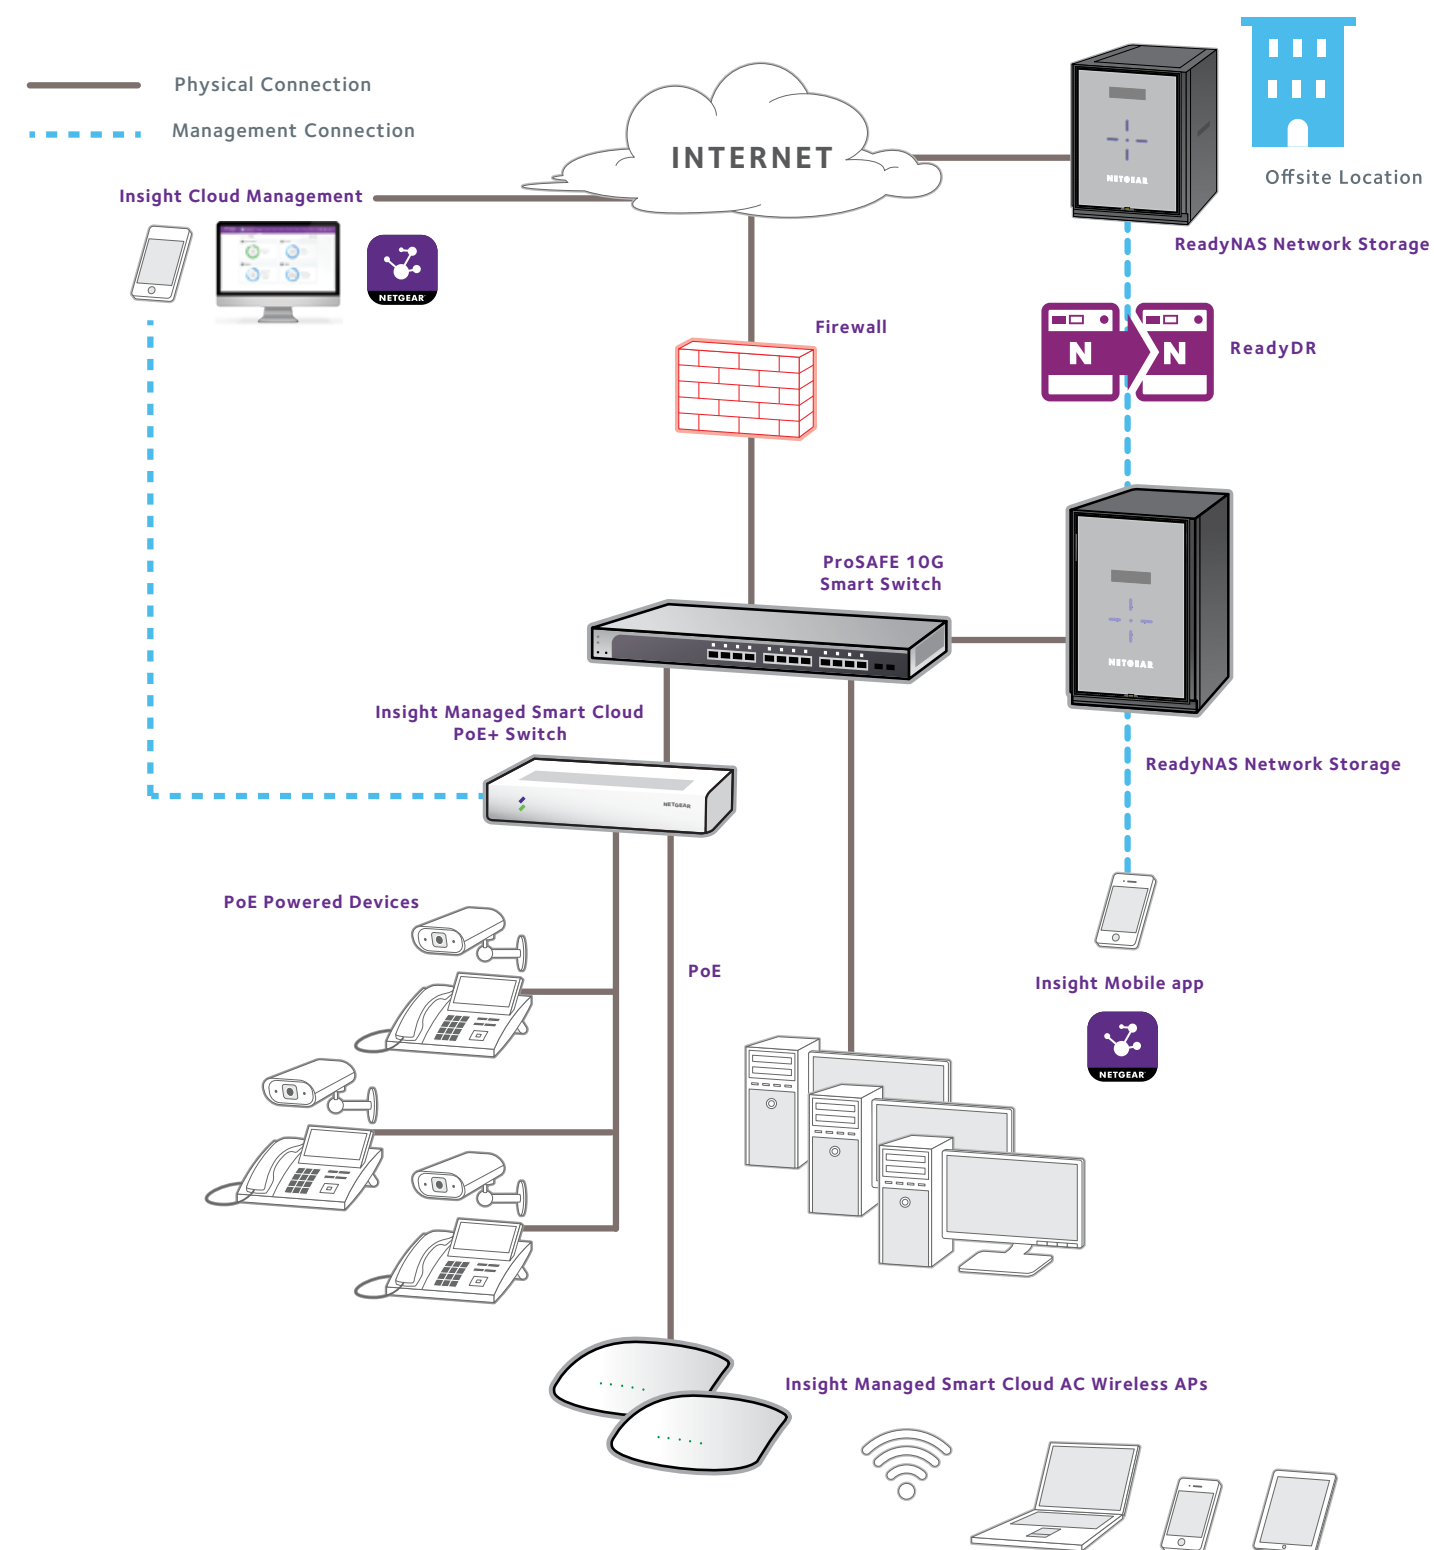 Physical Connection
Management Connection
INTERNET
NETGEAR
Offsite Location
Insight Cloud Management
NETGEAR
ReadyNAS Network Storage
Firewall
N N
ReadyDR
ProSAFE 10G
Smart Switch
NETGEAR
Insight Managed Smart Cloud
PoE+ Switch
NETGEAR
ReadyNAS Network Storage
PoE Powered Devices
PoE
Insight Mobile app
NETGEAR
Insight Managed Smart Cloud AC Wireless APs